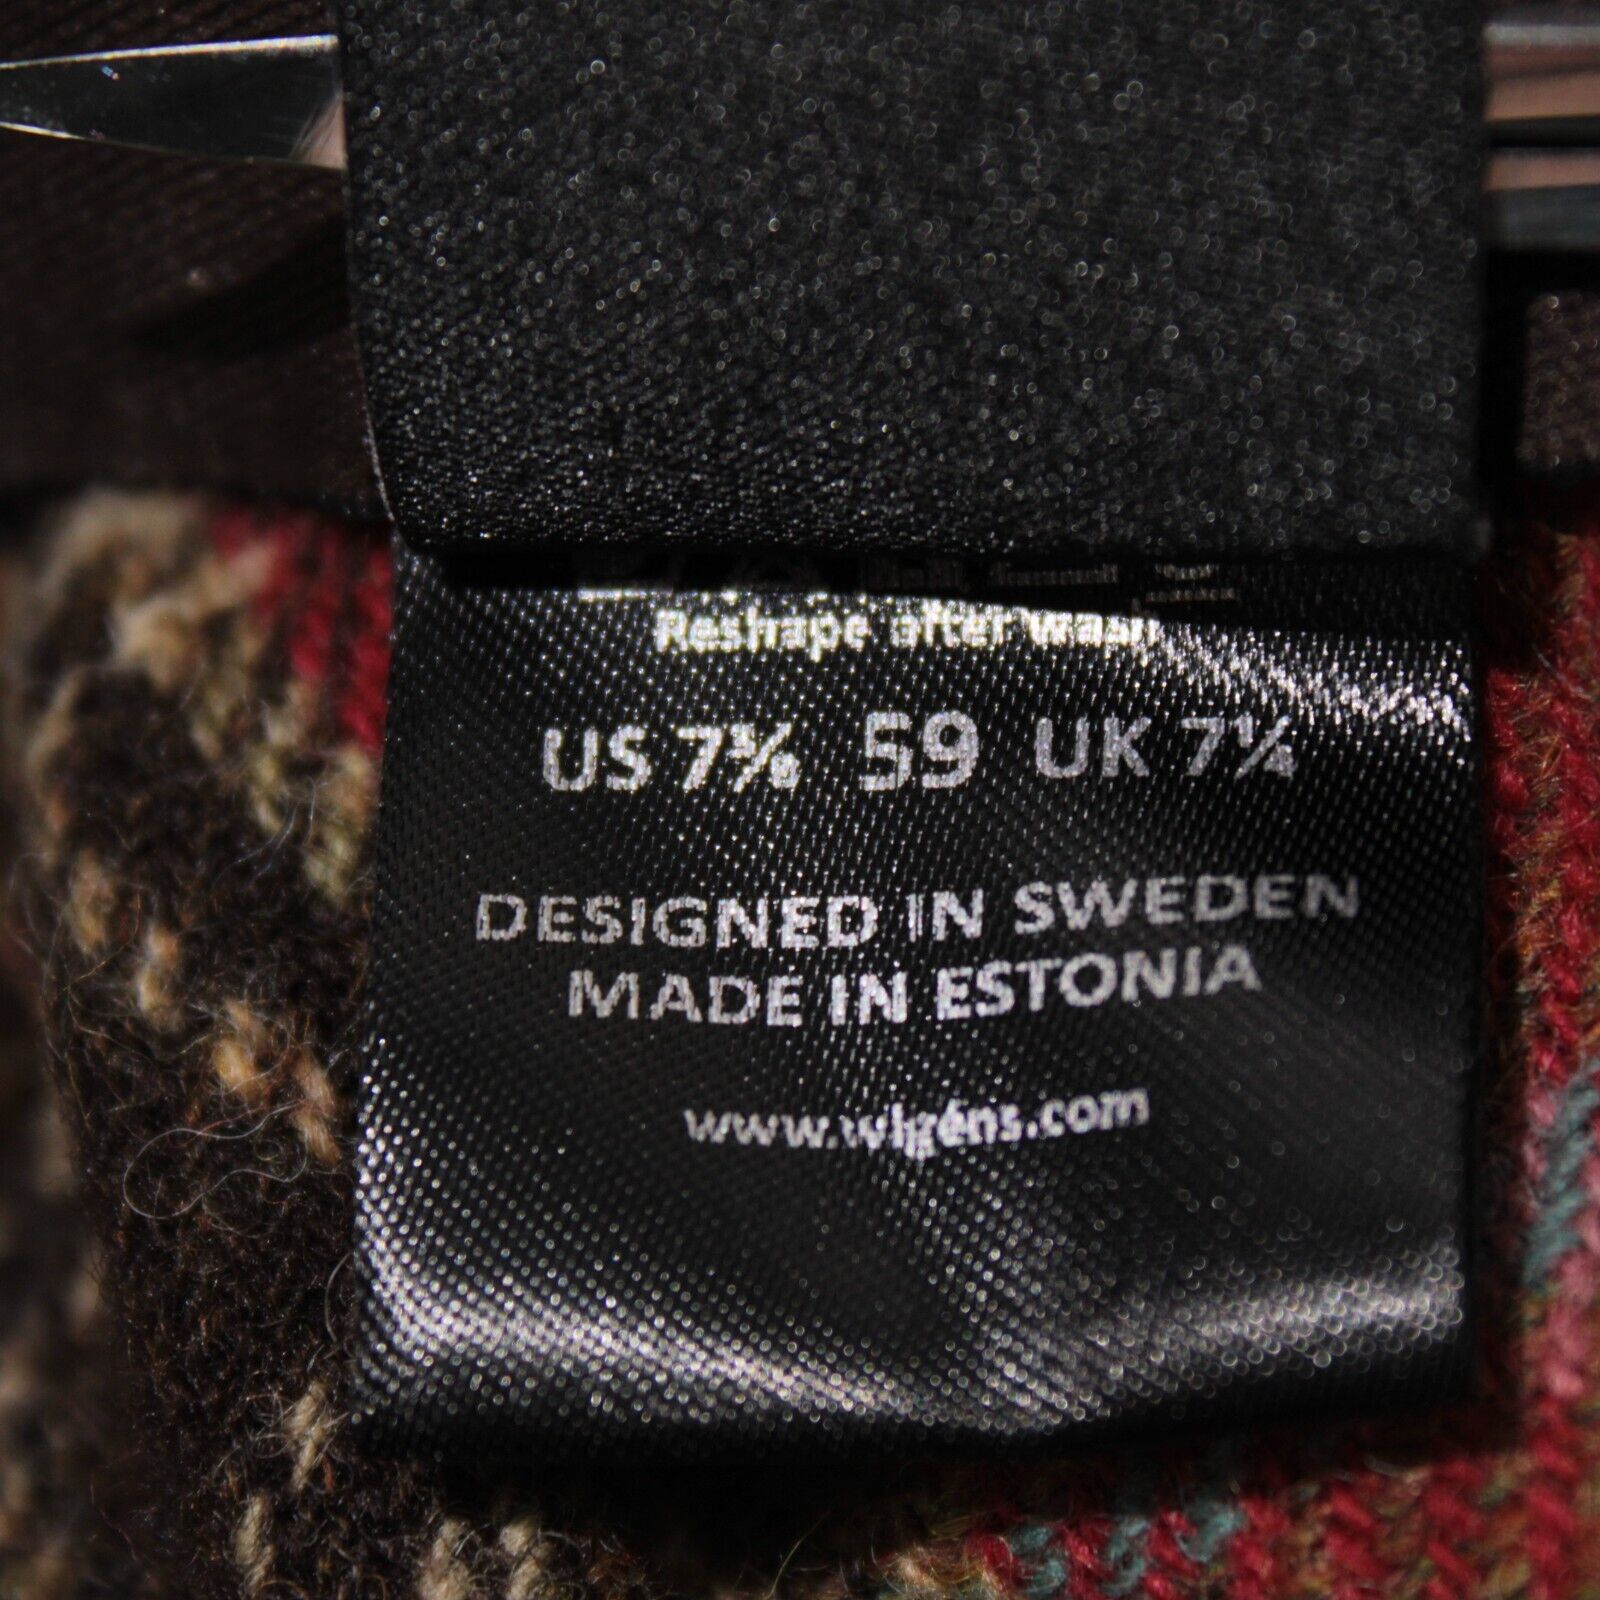 Reshape after wash
US 7⅜ 59 UK 7¼
DESIGNED IN SWEDEN
MADE IN ESTONIA
www.wigéns.com